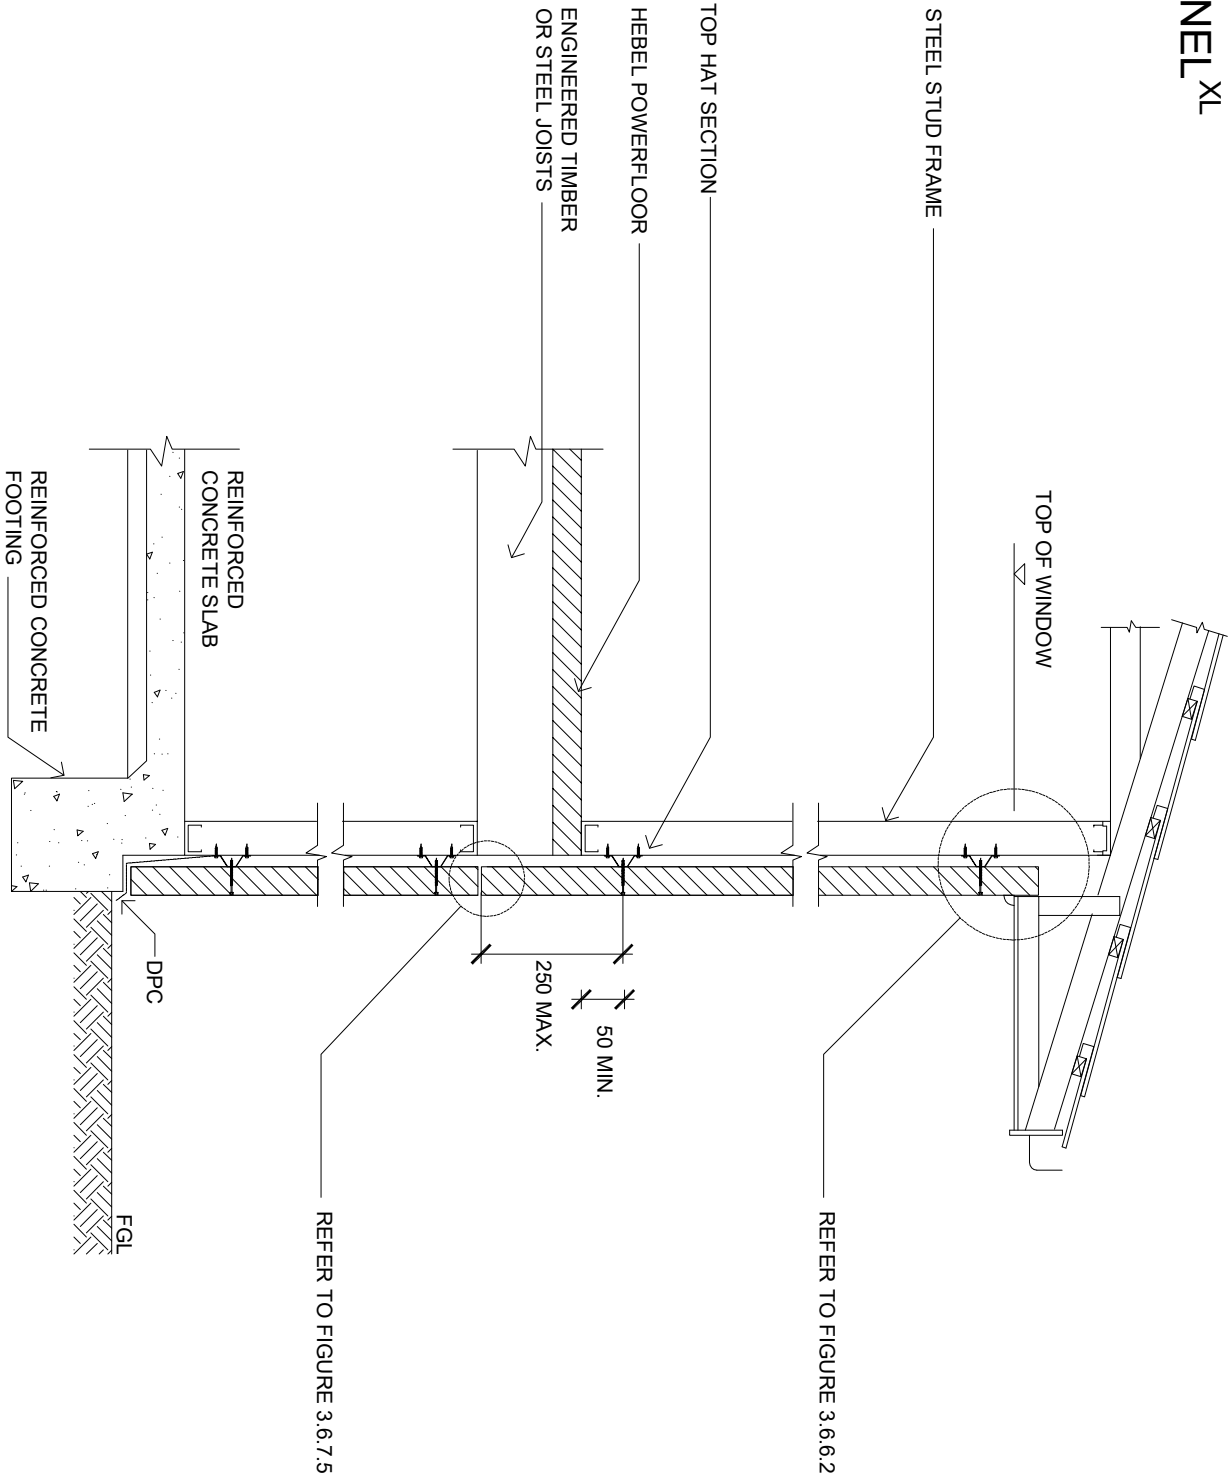 NEL XL
STEEL STUD FRAME
TOP HAT SECTION
HEBEL POWERFLOOR
ENGINEERED TIMBER
OR STEEL JOISTS
TOP OF WINDOW
REINFORCED
CONCRETE SLAB
REINFORCED CONCRETE
FOOTING
50 MIN.
250 MAX.
DPC
FGL
REFER TO FIGURE 3.6.6.2
REFER TO FIGURE 3.6.7.5